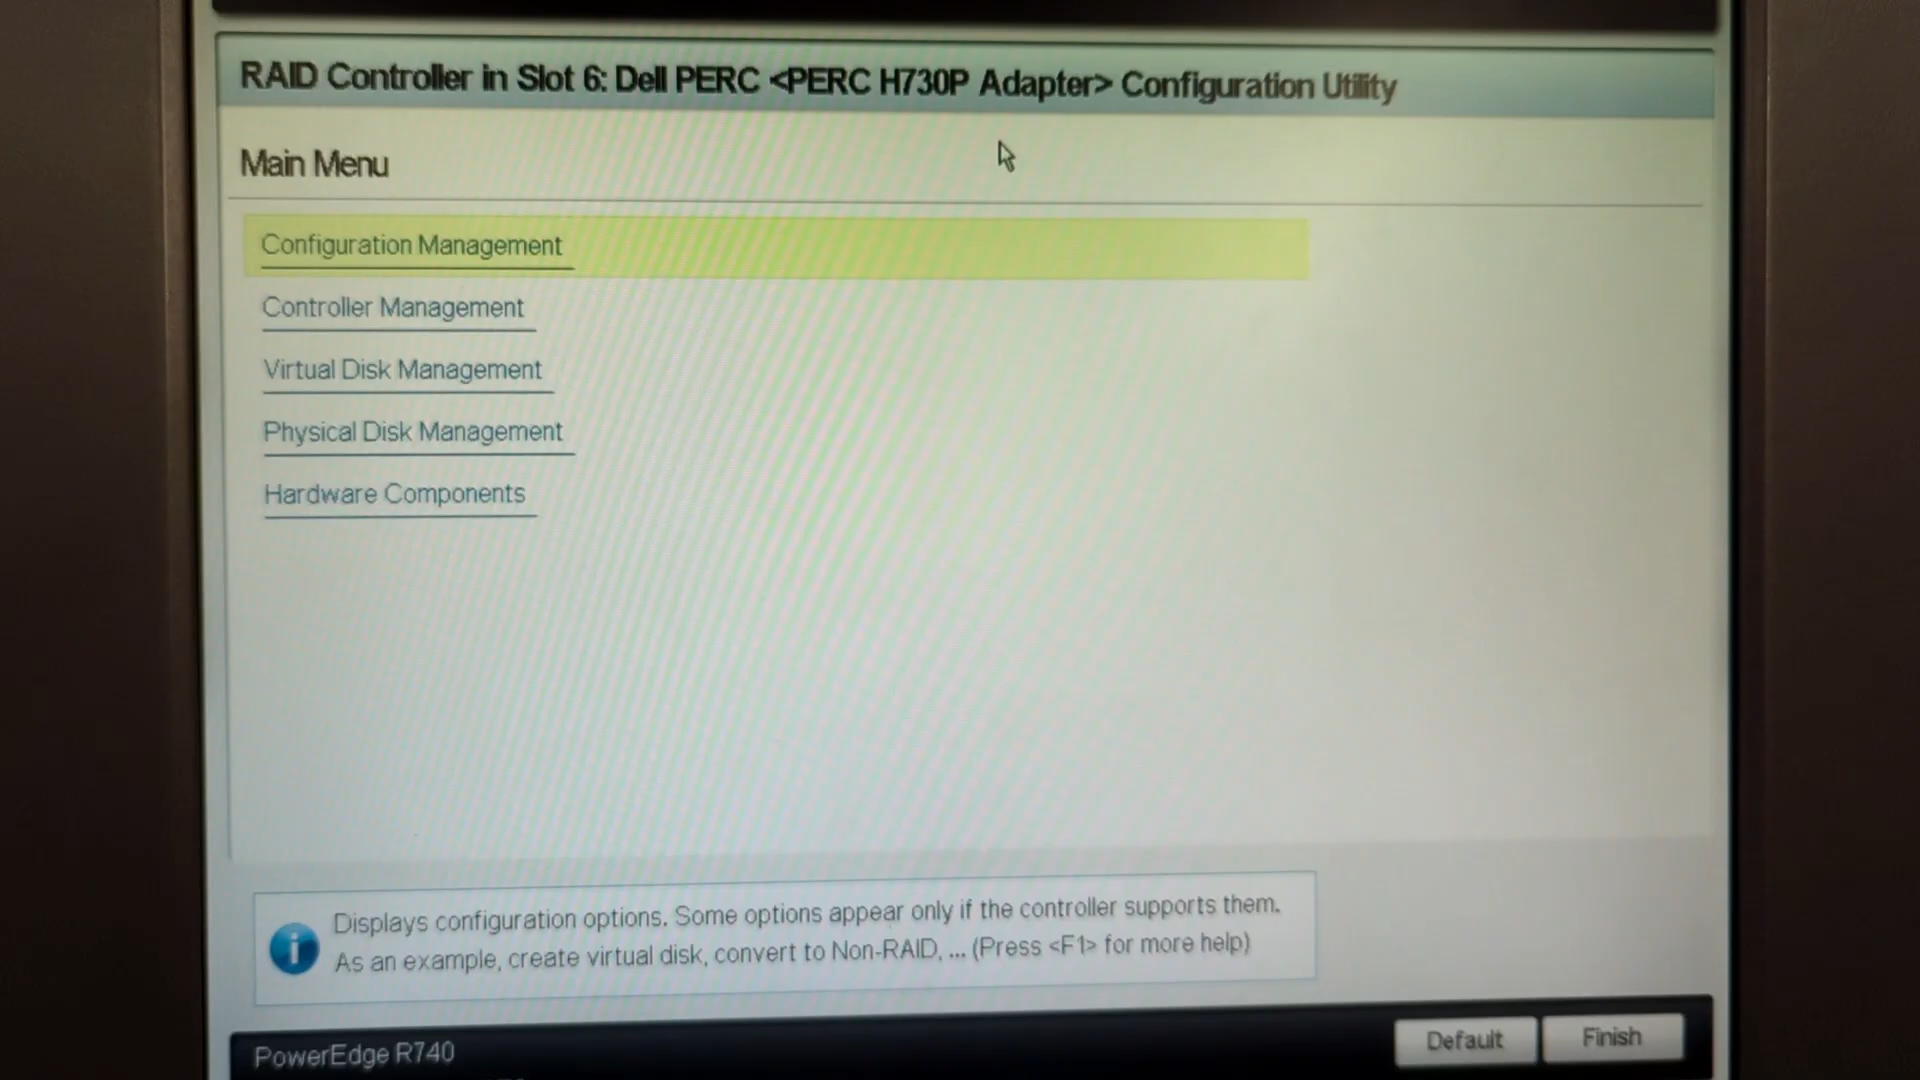 RAID Controller in Slot 6: Dell PERC <PERC H730P Adapter> Configuration Utility
Main Menu
Configuration Management
Controller Management
Virtual Disk Management
Physical Disk Management
Hardware Components
Displays configuration options. Some options appear only if the controller supports them.
As an example, create virtual disk, convert to Non-RAID, ... (Press <F1> for more help)
PowerEdge R740
Default
Finish